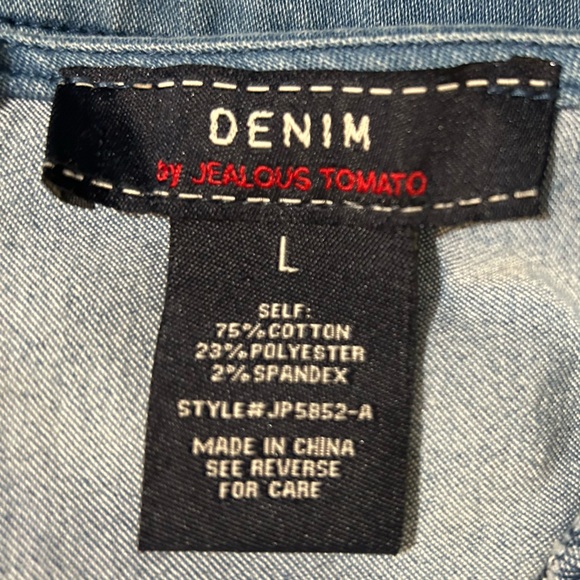 DENIM
by JEALOUS TOMATO
L
SELF:
75% COTTON
23% POLYESTER
2% SPANDEX
STYLE# JP5852-A
MADE IN CHINA
SEE REVERSE
FOR CARE